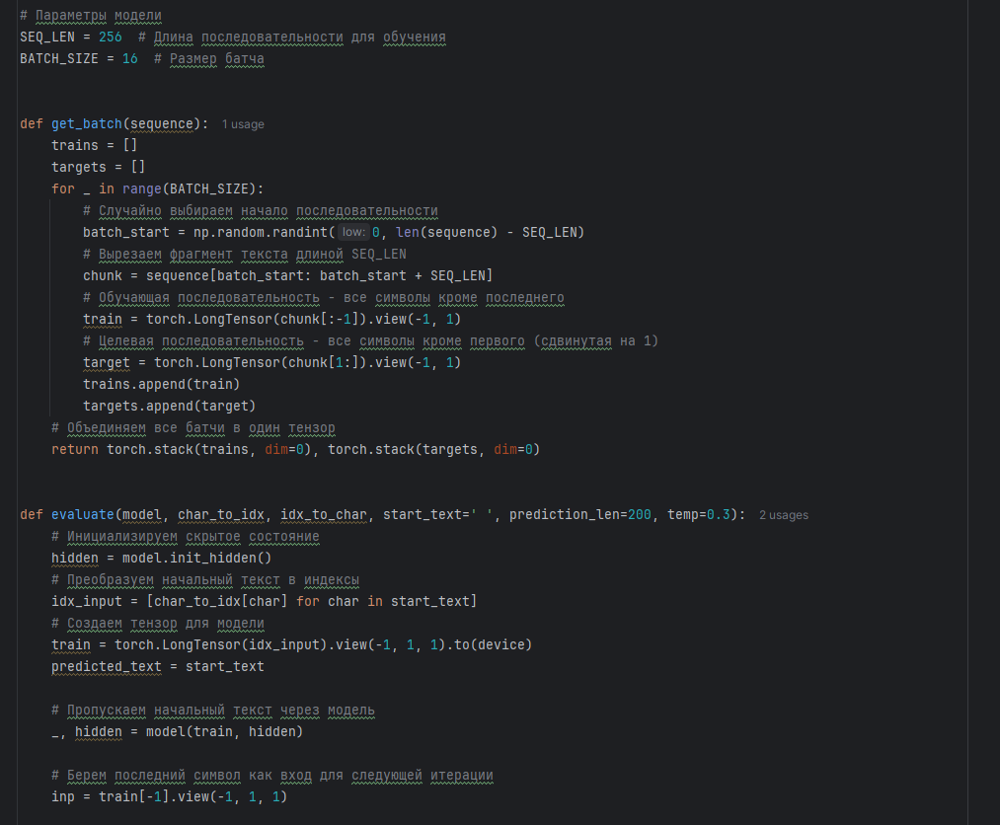 # Параметры модели
SEQ_LEN = 256  # Длина последовательности для обучения
BATCH_SIZE = 16  # Размер батча
def get_batch(sequence):  1 usage
    trains = []
    targets = []
    for _ in range(BATCH_SIZE):
        # Случайно выбираем начало последовательности
        batch_start = np.random.randint( low: 0, len(sequence) - SEQ_LEN)
        # Вырезаем фрагмент текста длиной SEQ_LEN
        chunk = sequence[batch_start: batch_start + SEQ_LEN]
        # Обучающая последовательность - все символы кроме последнего
        train = torch.LongTensor(chunk[:-1]).view(-1, 1)
        # Целевая последовательность - все символы кроме первого (сдвинутая на 1)
        target = torch.LongTensor(chunk[1:]).view(-1, 1)
        trains.append(train)
        targets.append(target)
    # Объединяем все батчи в один тензор
    return torch.stack(trains, dim=0), torch.stack(targets, dim=0)
def evaluate(model, char_to_idx, idx_to_char, start_text=' ', prediction_len=200, temp=0.3):  2 usages
    # Инициализируем скрытое состояние
    hidden = model.init_hidden()
    # Преобразуем начальный текст в индексы
    idx_input = [char_to_idx[char] for char in start_text]
    # Создаем тензор для модели
    train = torch.LongTensor(idx_input).view(-1, 1, 1).to(device)
    predicted_text = start_text
    # Пропускаем начальный текст через модель
    _, hidden = model(train, hidden)
    # Берем последний символ как вход для следующей итерации
    inp = train[-1].view(-1, 1, 1)